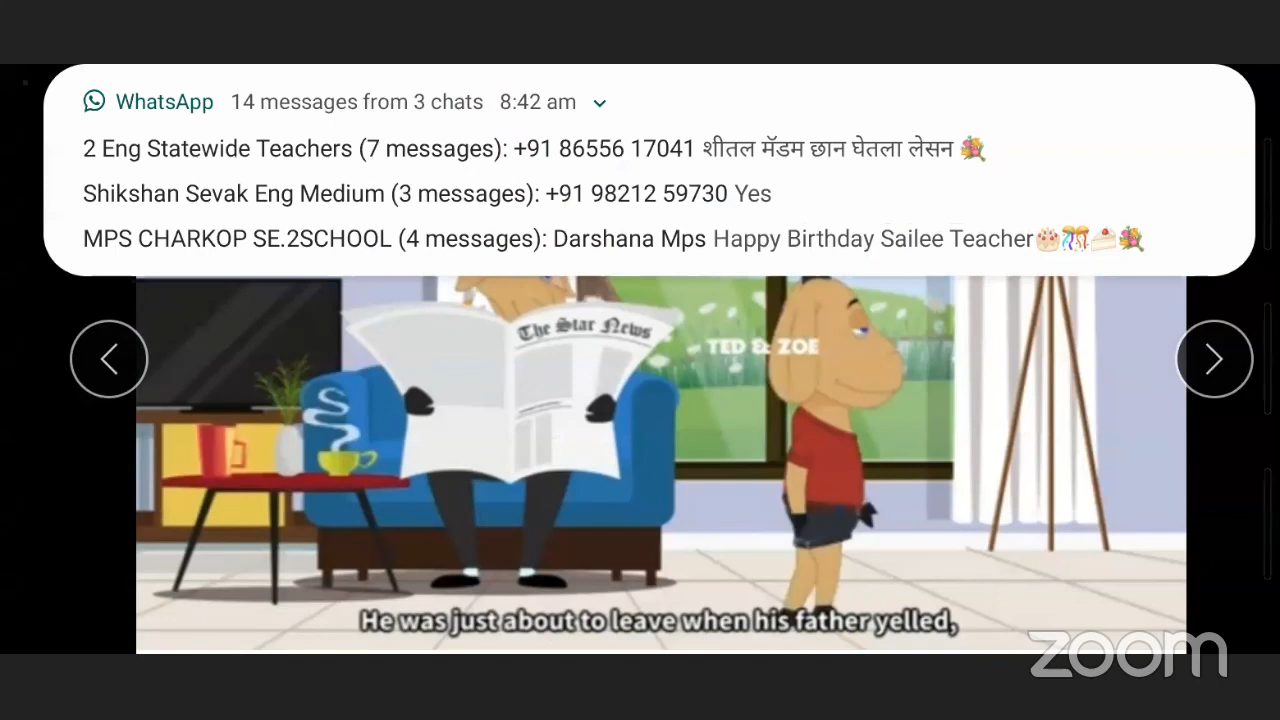 WhatsApp 14 messages from 3 chats 8:42 am
2 Eng Statewide Teachers (7 messages): +91 86556 17041 शीतल मॅडम छान घेतला लेसन 💐
Shikshan Sevak Eng Medium (3 messages): +91 98212 59730 Yes
MPS CHARKOP SE.2SCHOOL (4 messages): Darshana Mps Happy Birthday Sailee Teacher🎂🎊🍰💐
The Star News
TED & ZOE
He was just about to leave when his father yelled,
zoom